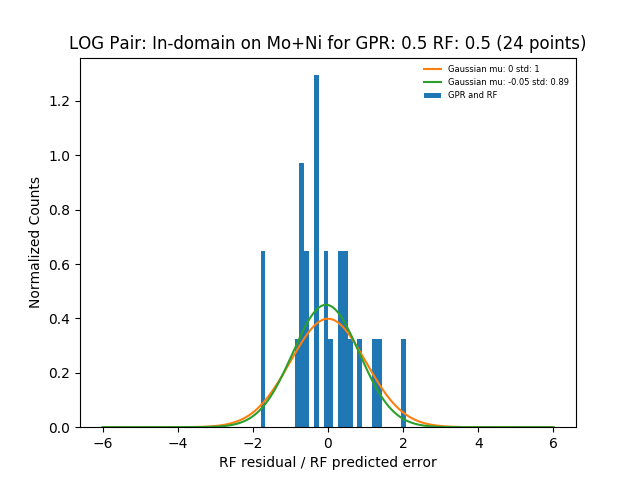 LOG Pair: In-domain on Mo+Ni for GPR: 0.5 RF: 0.5 (24 points)
Gaussian mu: 0 std: 1
Gaussian mu: -0.05 std: 0.89
GPR and RF
Normalized Counts
1.2
1.0
0.8
0.6
0.4
0.2
0.0
−6 −4 −2 0 2 4 6
RF residual / RF predicted error